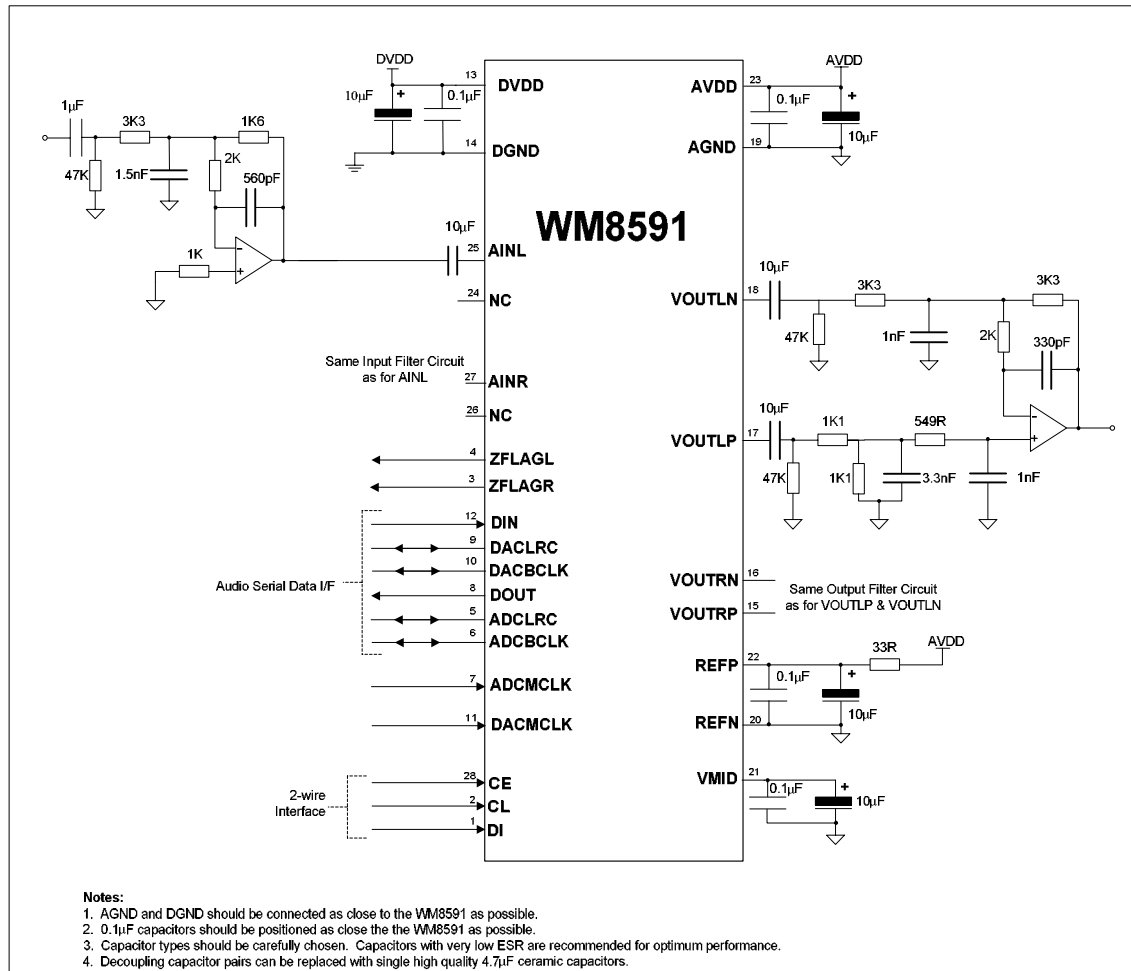 DVDD
13
DVDD
10µF
+
0.1µF
14
DGND
1µF
3K3
1K6
47K
1.5nF
2K
560pF
1K
-
+
10µF
25
AINL
24
NC
Same Input Filter Circuit
as for AINL
27
AINR
26
NC
4
ZFLAGL
3
ZFLAGR
12
DIN
9
DACLRC
10
DACBCLK
Audio Serial Data I/F
8
DOUT
5
ADCLRC
6
ADCBCLK
7
ADCMCLK
11
DACMCLK
28
CE
2-wire
Interface
2
CL
1
DI
WM8591
AVDD
23
AVDD
0.1µF
+
10µF
AGND
19
10µF
18
VOUTLN
3K3
3K3
47K
1nF
2K
330pF
10µF
VOUTLP
17
1K1
549R
-
+
47K
1K1
3.3nF
1nF
16
VOUTRN
15
VOUTRP
Same Output Filter Circuit
as for VOUTLP & VOUTLN
AVDD
33R
22
REFP
0.1µF
+
10µF
REFN
20
21
VMID
0.1µF
+
10µF
Notes:
1. AGND and DGND should be connected as close to the WM8591 as possible.
2. 0.1µF capacitors should be positioned as close the the WM8591 as possible.
3. Capacitor types should be carefully chosen. Capacitors with very low ESR are recommended for optimum performance.
4. Decoupling capacitor pairs can be replaced with single high quality 4.7µF ceramic capacitors.